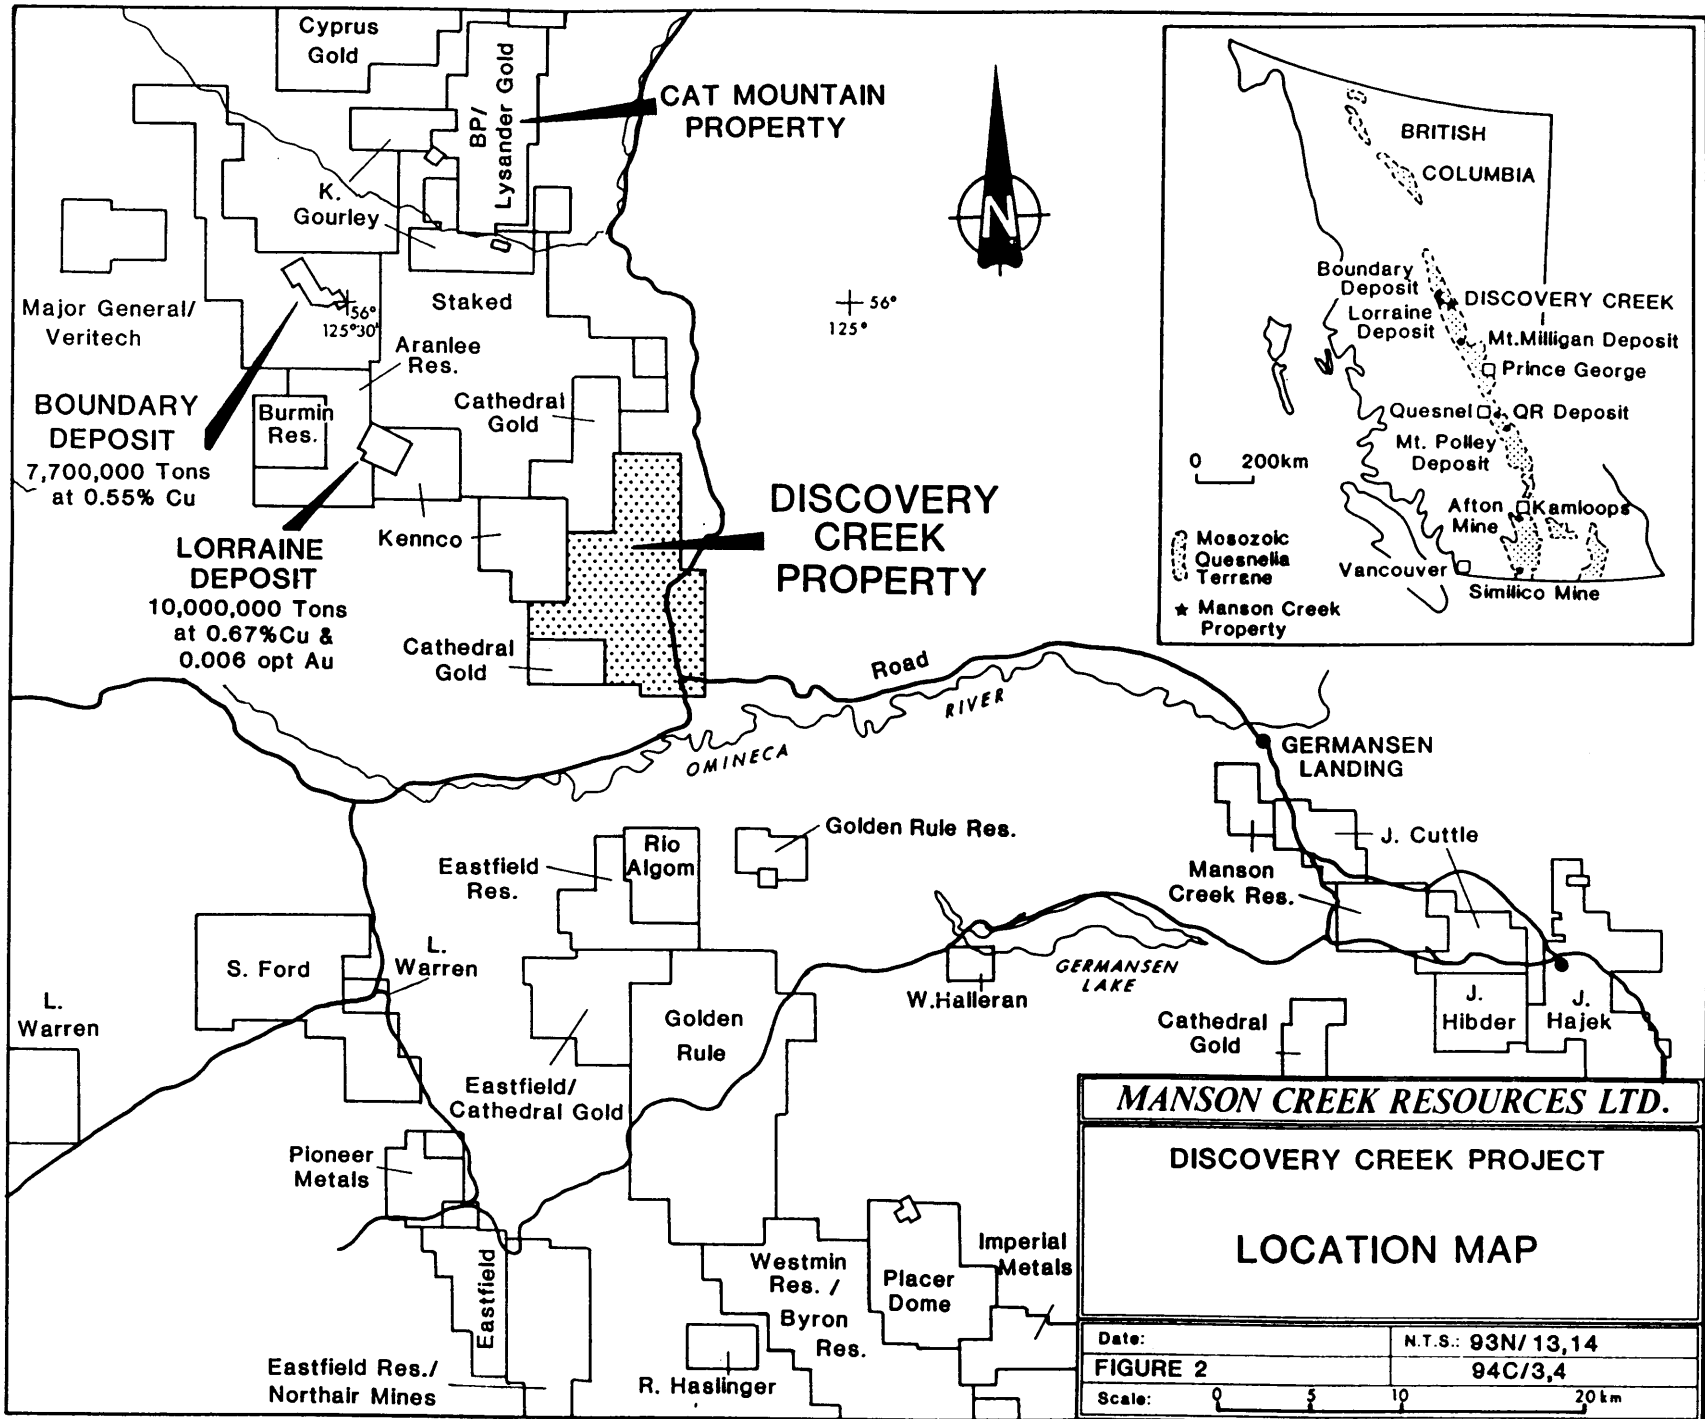 Cyprus
Gold
BP/
Lysander Gold
CAT MOUNTAIN
PROPERTY
K.
Gourley
N
Major General/
Veritech
56°
125°30'
Staked
56°
125°
Aranlee
Res.
BOUNDARY
DEPOSIT
7,700,000 Tons
at 0.55% Cu
Burmin
Res.
Cathedral
Gold
LORRAINE
DEPOSIT
10,000,000 Tons
at 0.67%Cu &
0.006 opt Au
Kennco
DISCOVERY
CREEK
PROPERTY
Cathedral
Gold
BRITISH
COLUMBIA
Boundary
Deposit
DISCOVERY CREEK
Lorraine
Deposit
Mt.Milligan Deposit
Prince George
Quesnel
QR Deposit
Mt. Polley
Deposit
0 200km
Afton
Mine
Kamloops
Mosozoic
Quesnella
Terrane
Vancouver
Similico Mine
Manson Creek
Property
Road
OMINECA
RIVER
GERMANSEN
LANDING
Eastfield
Res.
Rio
Algom
Golden Rule Res.
J. Cuttle
Manson
Creek Res.
S. Ford
L.
Warren
L.
Warren
GERMANSEN
LAKE
W.Halleran
Golden
Rule
Eastfield/
Cathedral Gold
Cathedral
Gold
J.
Hibder
J.
Hajek
Pioneer
Metals
Eastfield
Eastfield Res./
Northair Mines
Westmin
Res. /
Byron
Res.
R. Haslinger
Placer
Dome
Imperial
Metals
MANSON CREEK RESOURCES LTD.
DISCOVERY CREEK PROJECT
LOCATION MAP
Date:
N.T.S.: 93N/13,14
FIGURE 2
94C/3,4
Scale: 0 5 10 20 km